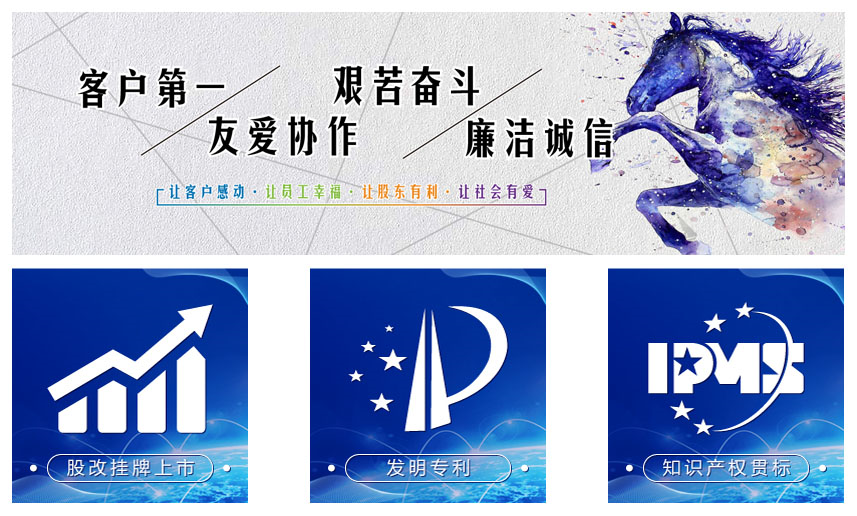 客户第一
艰苦奋斗
友爱协作
廉洁诚信
让客户感动·让员工幸福·让股东有利·让社会有爱
IPMS
股改挂牌上市
发明专利
知识产权贯标